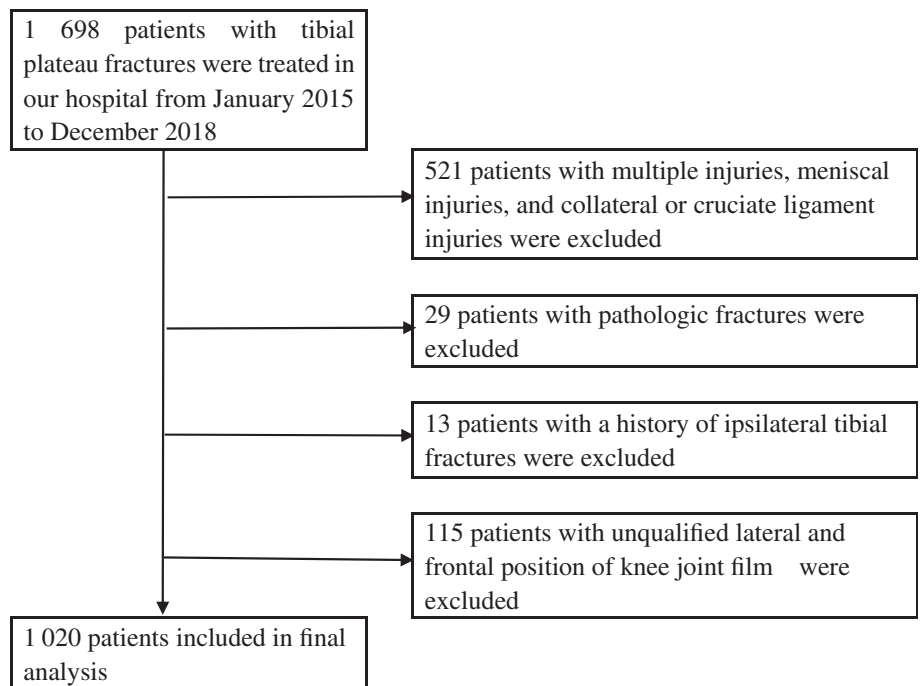 1 698 patients with tibial
plateau fractures were treated in
our hospital from January 2015
to December 2018
521 patients with multiple injuries, meniscal
injuries, and collateral or cruciate ligament
injuries were excluded
29 patients with pathologic fractures were
excluded
13 patients with a history of ipsilateral tibial
fractures were excluded
115 patients with unqualified lateral and
frontal position of knee joint film were
excluded
1 020 patients included in final
analysis